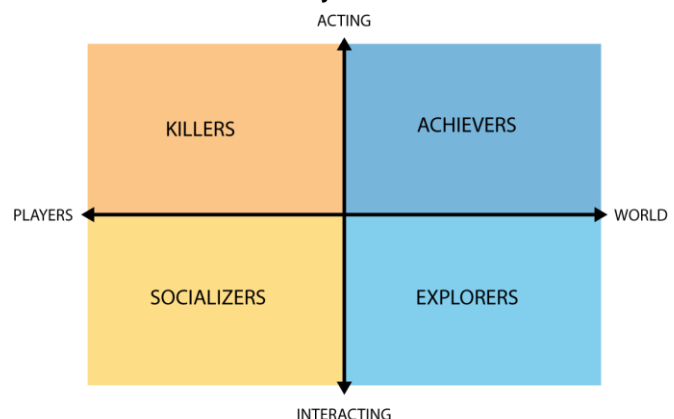 ACTING
KILLERS
ACHIEVERS
PLAYERS
WORLD
SOCIALIZERS
EXPLORERS
INTERACTING